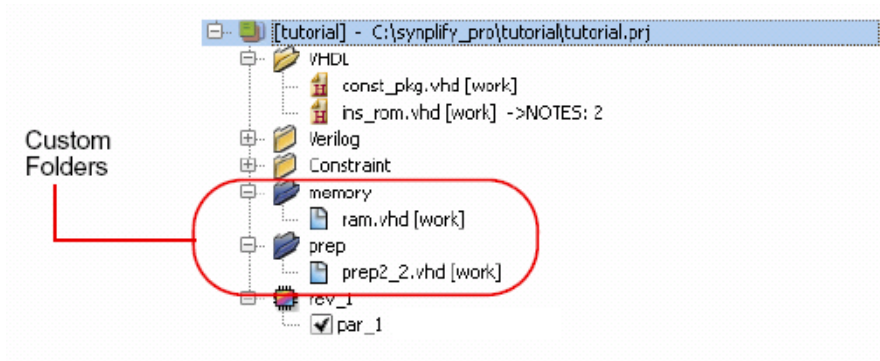 [tutorial] - C:\synplify_pro\tutorial\tutorial.prj
VHDL
const_pkg.vhd [work]
ins_rom.vhd [work] ->NOTES: 2
Verilog
Constraint
memory
ram.vhd [work]
prep
prep2_2.vhd [work]
rev_1
par_1
Custom
Folders